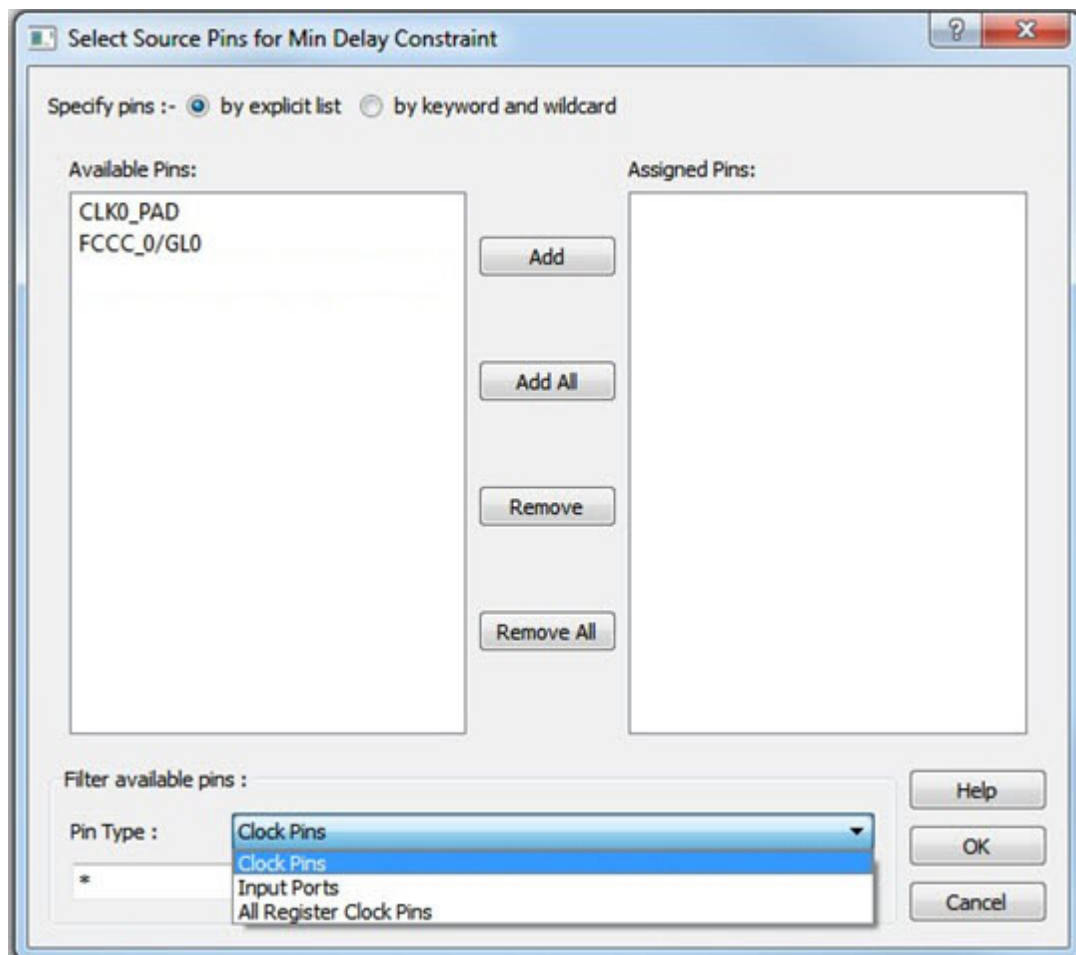 Select Source Pins for Min Delay Constraint
Specify pins :- by explicit list by keyword and wildcard
Available Pins:
Assigned Pins:
CLK0_PAD
FCCC_0/GL0
Add
Add All
Remove
Remove All
Filter available pins :
Pin Type :
Clock Pins
Clock Pins
Input Ports
All Register Clock Pins
*
Help
OK
Cancel